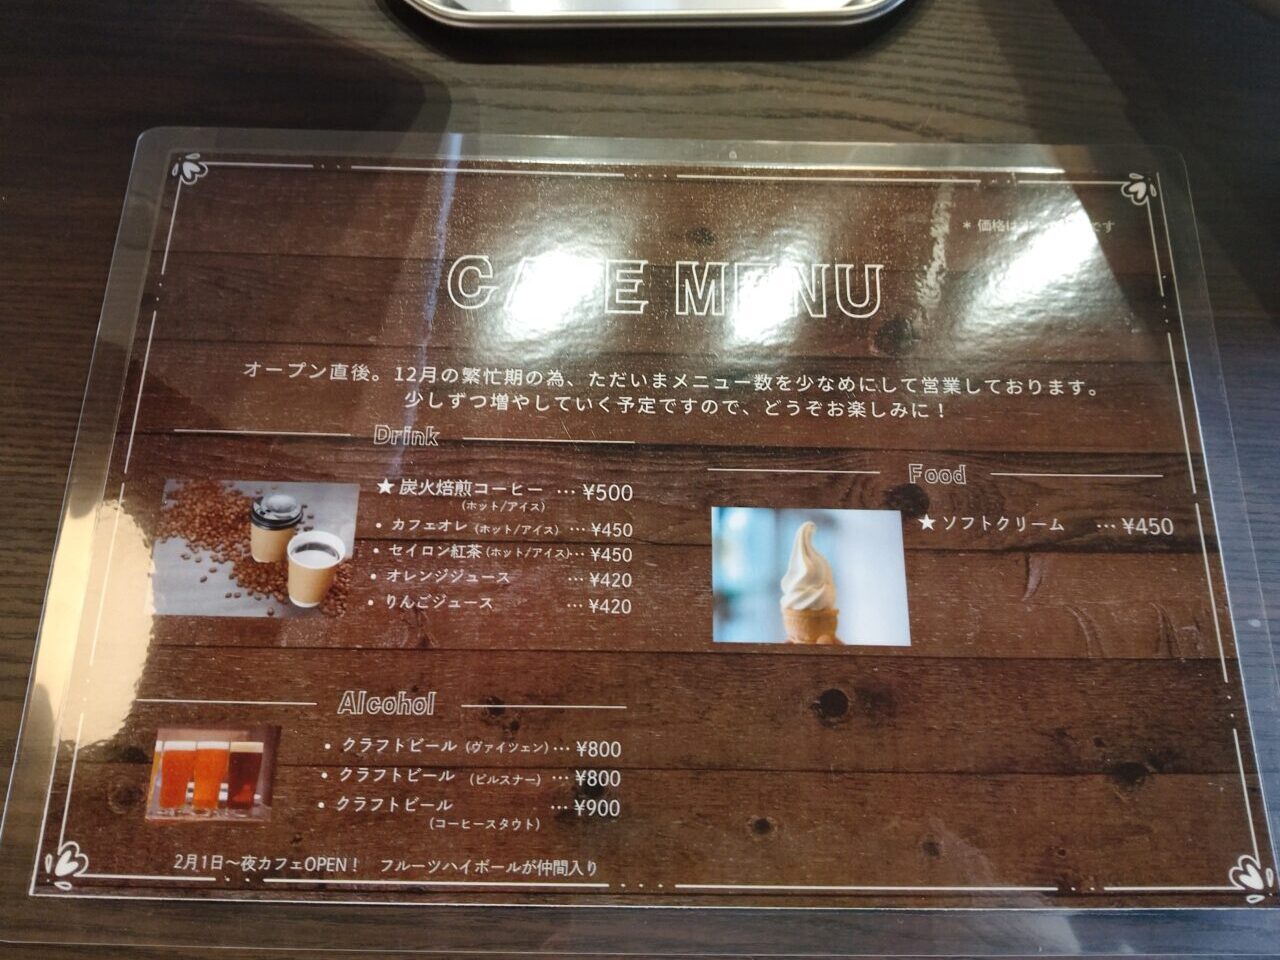 * 価格は です
CAFE MENU
オープン直後。12月の繁忙期の為、ただいまメニュー数を少なめにして営業しております。
少しずつ増やしていく予定ですので、どうぞお楽しみに！
Drink
★ 炭火焙煎コーヒー … ¥500
(ホット/アイス)
• カフェオレ (ホット/アイス) … ¥450
• セイロン紅茶 (ホット/アイス)… ¥450
• オレンジジュース … ¥420
• りんごジュース … ¥420
Food
★ ソフトクリーム … ¥450
Alcohol
• クラフトビール (ヴァイツェン)… ¥800
• クラフトビール (ピルスナー) … ¥800
• クラフトビール … ¥900
(コーヒースタウト)
2月1日〜夜カフェOPEN！ フルーツハイボールが仲間入り